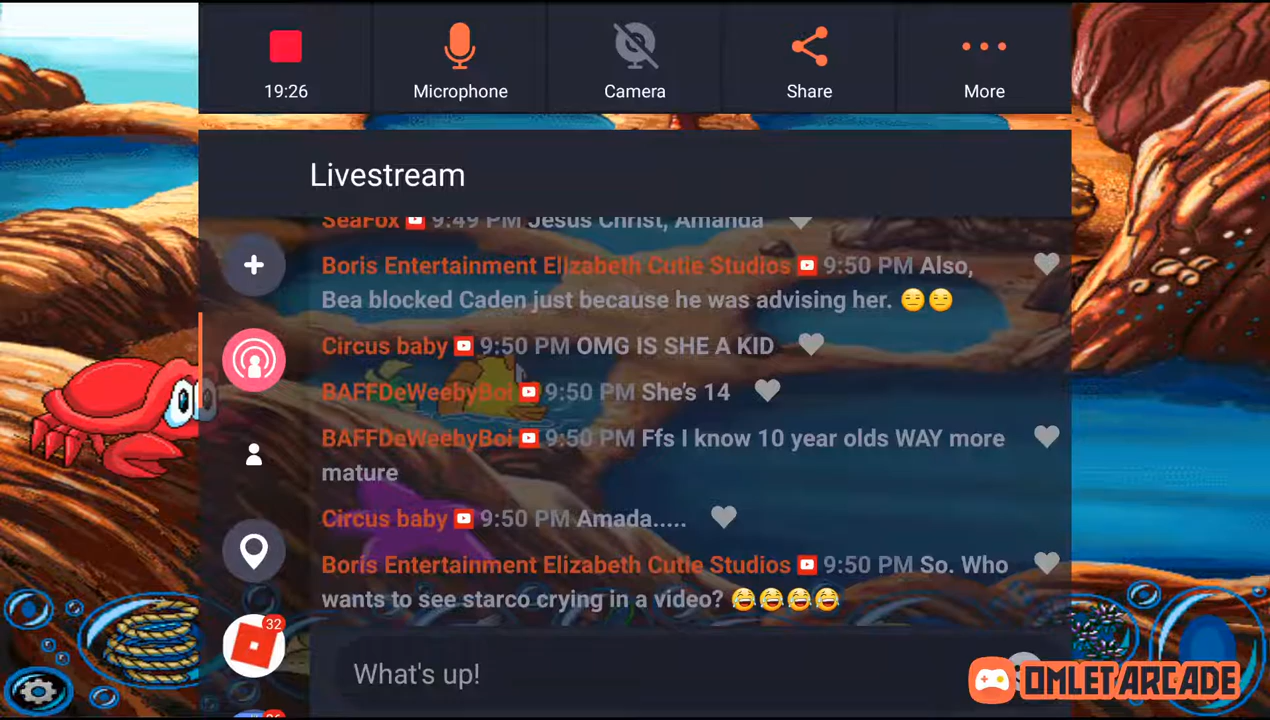 19:26
Microphone
Camera
Share
More
Livestream
SeaFox 9:49 PM Jesus Christ, Amanda
Boris Entertainment Elizabeth Cutie Studios 9:50 PM Also,
Bea blocked Caden just because he was advising her. 😑😑
Circus baby 9:50 PM OMG IS SHE A KID
BAFFDeWeebyBoi 9:50 PM She's 14
BAFFDeWeebyBoi 9:50 PM Ffs I know 10 year olds WAY more
mature
Circus baby 9:50 PM Amada.....
Boris Entertainment Elizabeth Cutie Studios 9:50 PM So. Who
wants to see starco crying in a video? 😂😂😂😂
32
What's up!
OMLET ARCADE